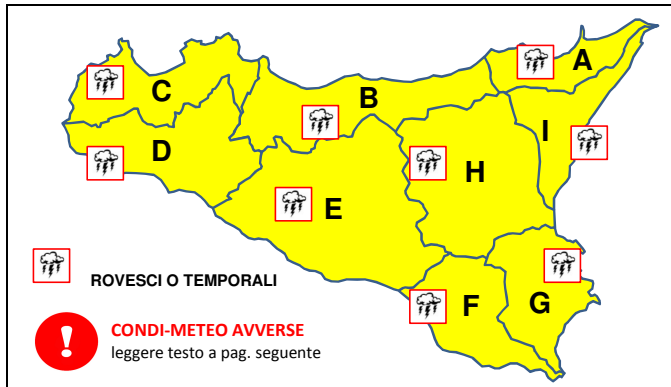 A
C
B
I
D
H
E
F
G
ROVESCI O TEMPORALI
! CONDI-METEO AVVERSE
leggere testo a pag. seguente